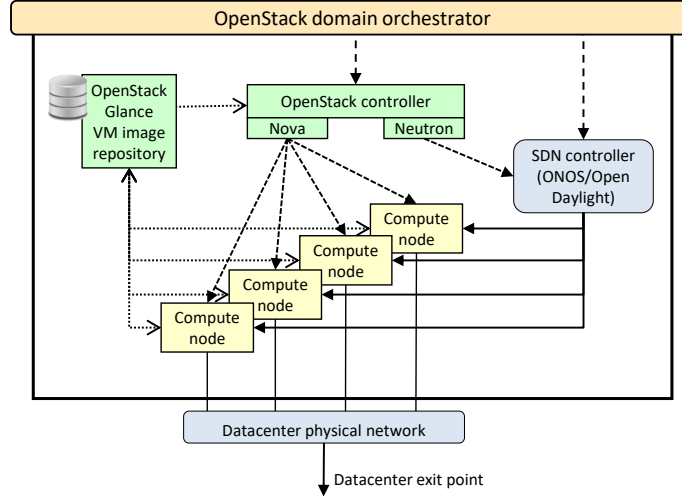 OpenStack domain orchestrator
OpenStack
Glance
VM image
repository
OpenStack controller
Nova
Neutron
SDN controller
(ONOS/Open
Daylight)
Compute
node
Compute
node
Compute
node
Compute
node
Datacenter physical network
Datacenter exit point